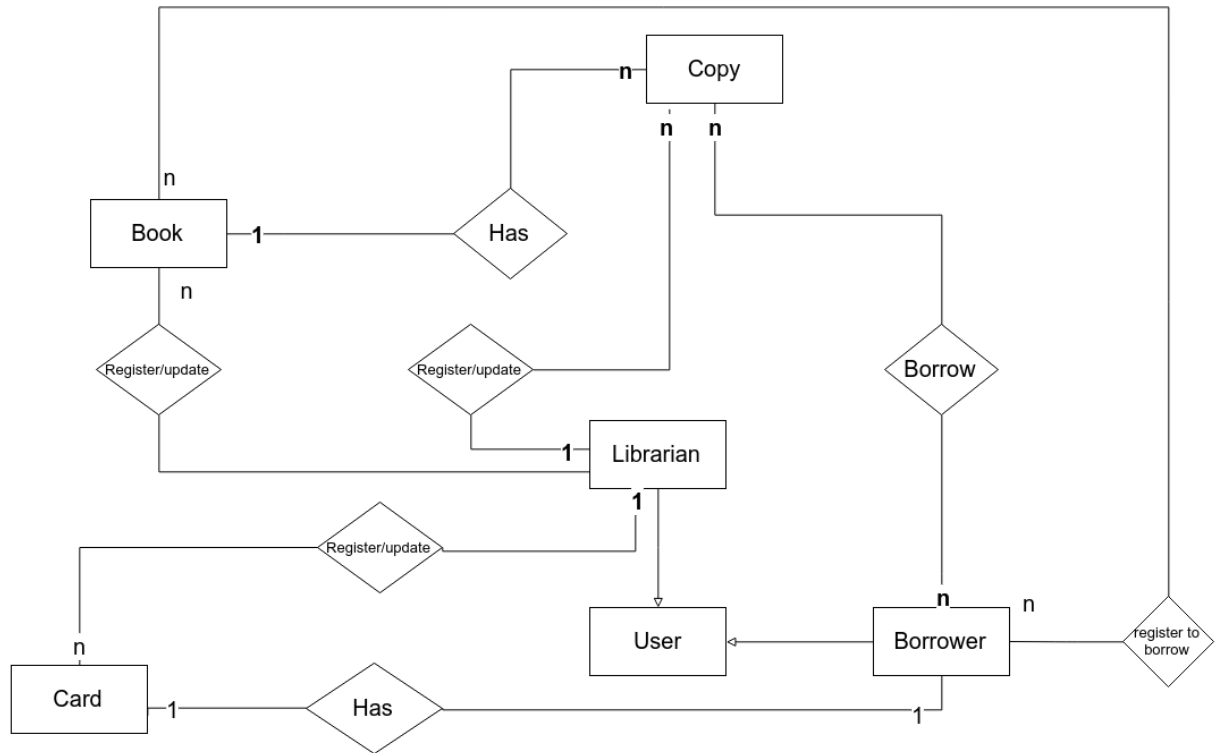 Copy
n
n
n
n
Book
1
Has
n
Register/update
Register/update
Borrow
1
Librarian
1
Register/update
n
n
User
Borrower
register to
borrow
n
Card
1
Has
1